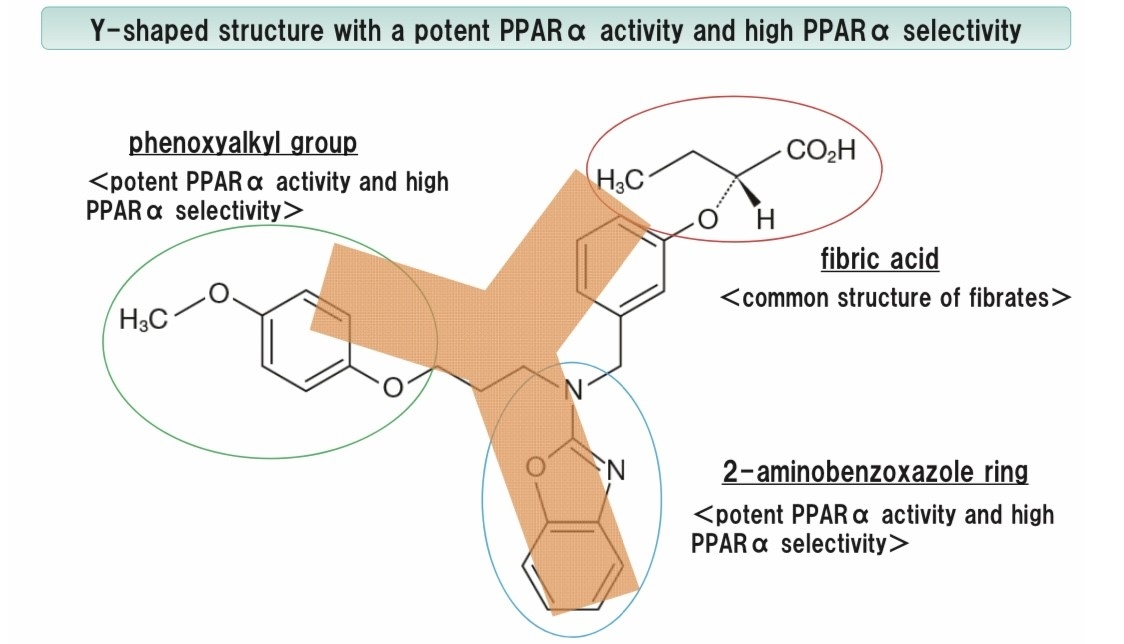 Y-shaped structure with a potent PPARα activity and high PPARα selectivity
phenoxyalkyl group
<potent PPARα activity and high
PPARα selectivity>
H₃C
CO₂H
O
H
fibric acid
<common structure of fibrates>
O
H₃C
O
N
O
N
2-aminobenzoxazole ring
<potent PPARα activity and high
PPARα selectivity>